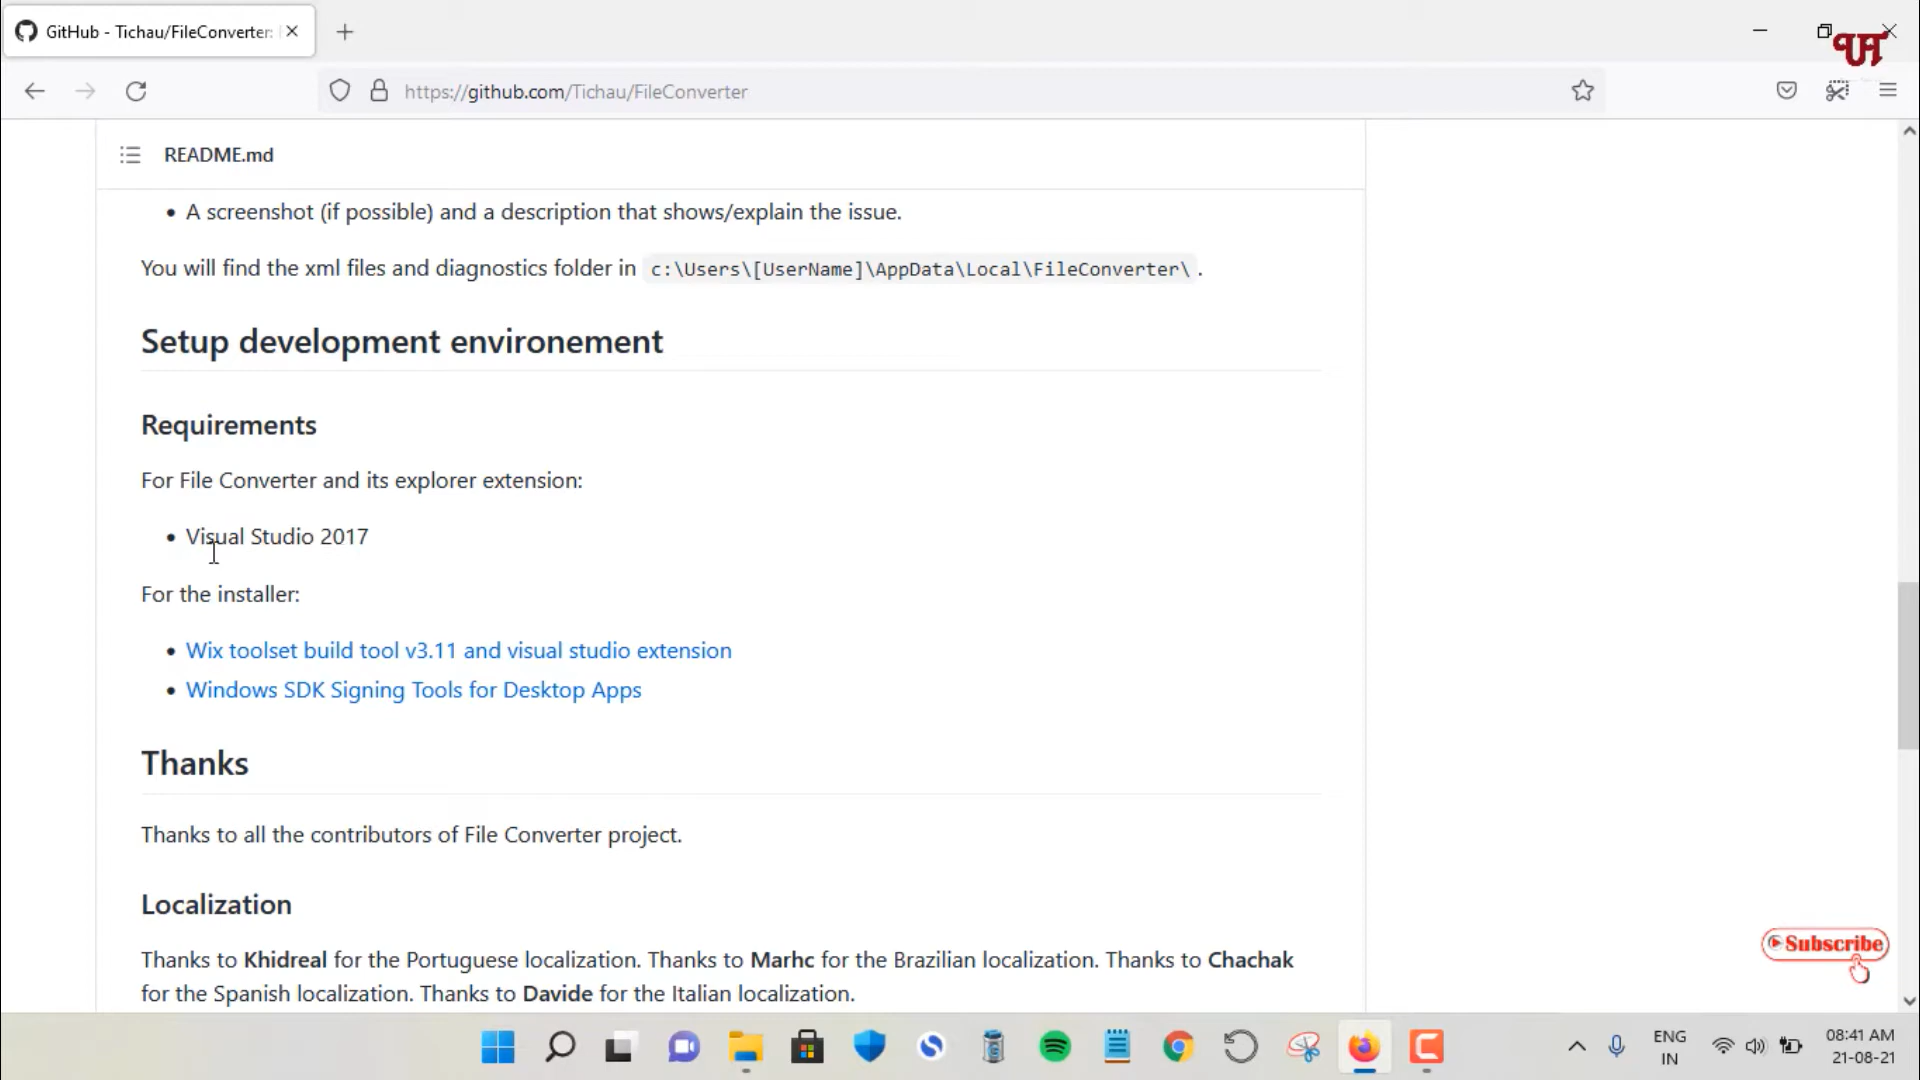 GitHub - Tichau/FileConverter:
https://github.com/Tichau/FileConverter
README.md
• A screenshot (if possible) and a description that shows/explain the issue.
You will find the xml files and diagnostics folder in c:\Users\[UserName]\AppData\Local\FileConverter\ .
Setup development environement
Requirements
For File Converter and its explorer extension:
• Visual Studio 2017
For the installer:
• Wix toolset build tool v3.11 and visual studio extension
• Windows SDK Signing Tools for Desktop Apps
Thanks
Thanks to all the contributors of File Converter project.
Localization
Thanks to Khidreal for the Portuguese localization. Thanks to Marhc for the Brazilian localization. Thanks to Chachak
for the Spanish localization. Thanks to Davide for the Italian localization.
Subscribe
ENG
IN
08:41 AM
21-08-21